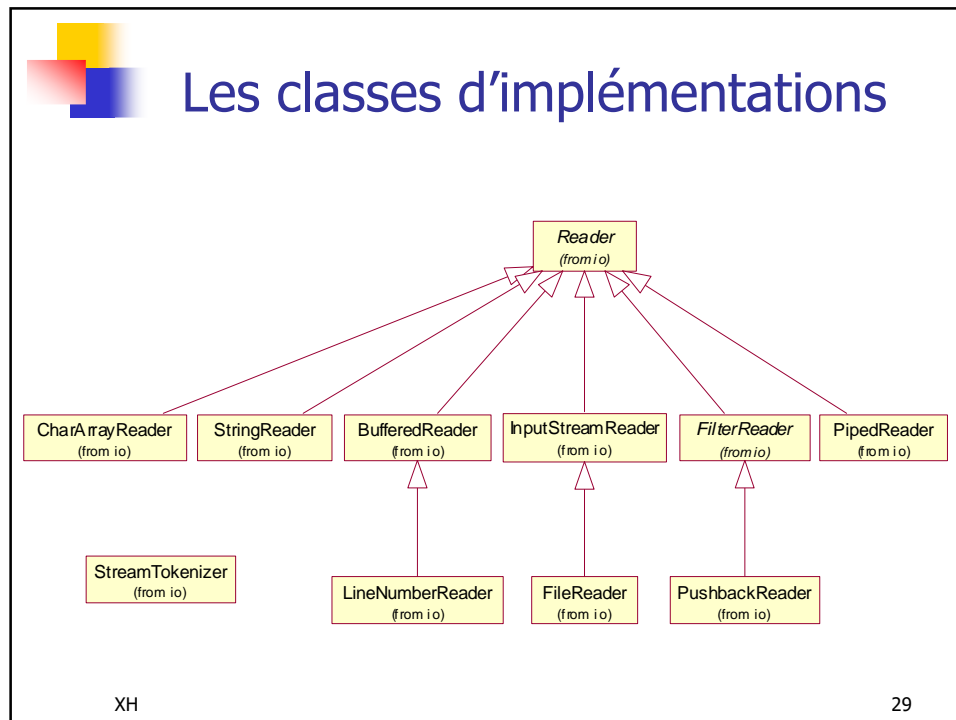 Les classes d'implémentations
Reader
(from io)
CharArrayReader
(from io)
StringReader
(from io)
BufferedReader
(from io)
InputStreamReader
(from io)
FilterReader
(from io)
PipedReader
(from io)
StreamTokenizer
(from io)
LineNumberReader
(from io)
FileReader
(from io)
PushbackReader
(from io)
XH
29